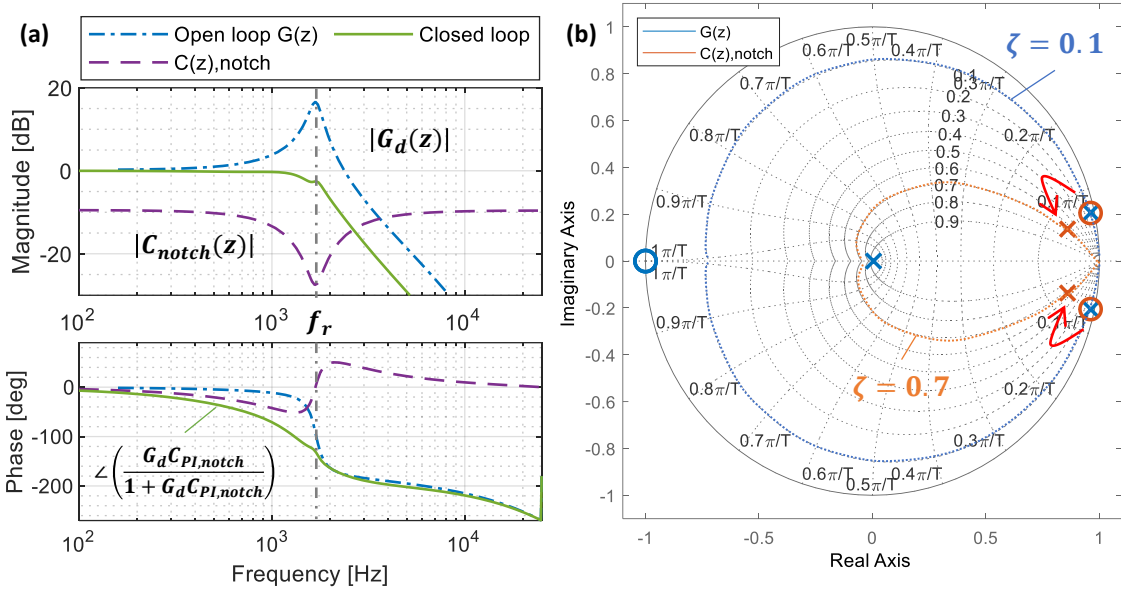 (a)
Open loop G(z)
Closed loop
C(z),notch
20
0
-20
Magnitude [dB]
|G_d(z)|
|C_notch(z)|
10^2
10^3
f_r
10^4
0
-100
-200
Phase [deg]
∠(G_d C_PI,notch / 1 + G_d C_PI,notch)
10^2
10^3
10^4
Frequency [Hz]
(b)
G(z)
C(z),notch
ζ = 0.1
1
0.8
0.6
0.4
0.2
0
-0.2
-0.4
-0.6
-0.8
-1
Imaginary Axis
0.5π/T
0.6π/T
0.4π/T
0.7π/T
0.3π/T
0.8π/T
0.2π/T
0.9π/T
0.1π/T
1π/T
1π/T
0.1
0.2
0.3
0.4
0.5
0.6
0.7
0.8
0.9
0.9π/T
0.1π/T
0.8π/T
0.2π/T
0.7π/T
0.3π/T
0.6π/T
0.4π/T
0.5π/T
ζ = 0.7
-1
-0.5
0
0.5
1
Real Axis